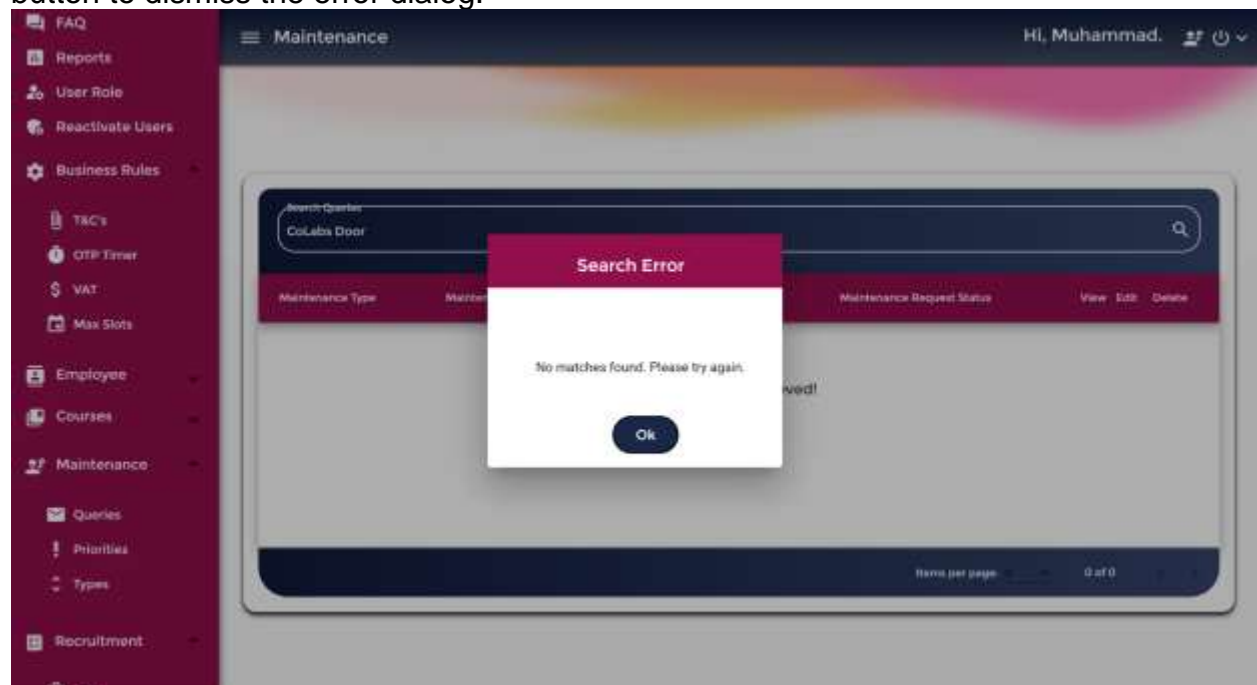 button to dismiss the error dialog.
FAQ
Maintenance
Hi, Muhammad.
Reports
User Role
Reactivate Users
Business Rules
T&C's
OTP Timer
VAT
Max Slots
Employee
Courses
Maintenance
Queries
Priorities
Types
Recruitment
Search Queries
CoLabs Door
Maintenance Type
Maintenance Request Status
View Edit Delete
Search Error
No matches found. Please try again.
Ok
Items per page
0 of 0